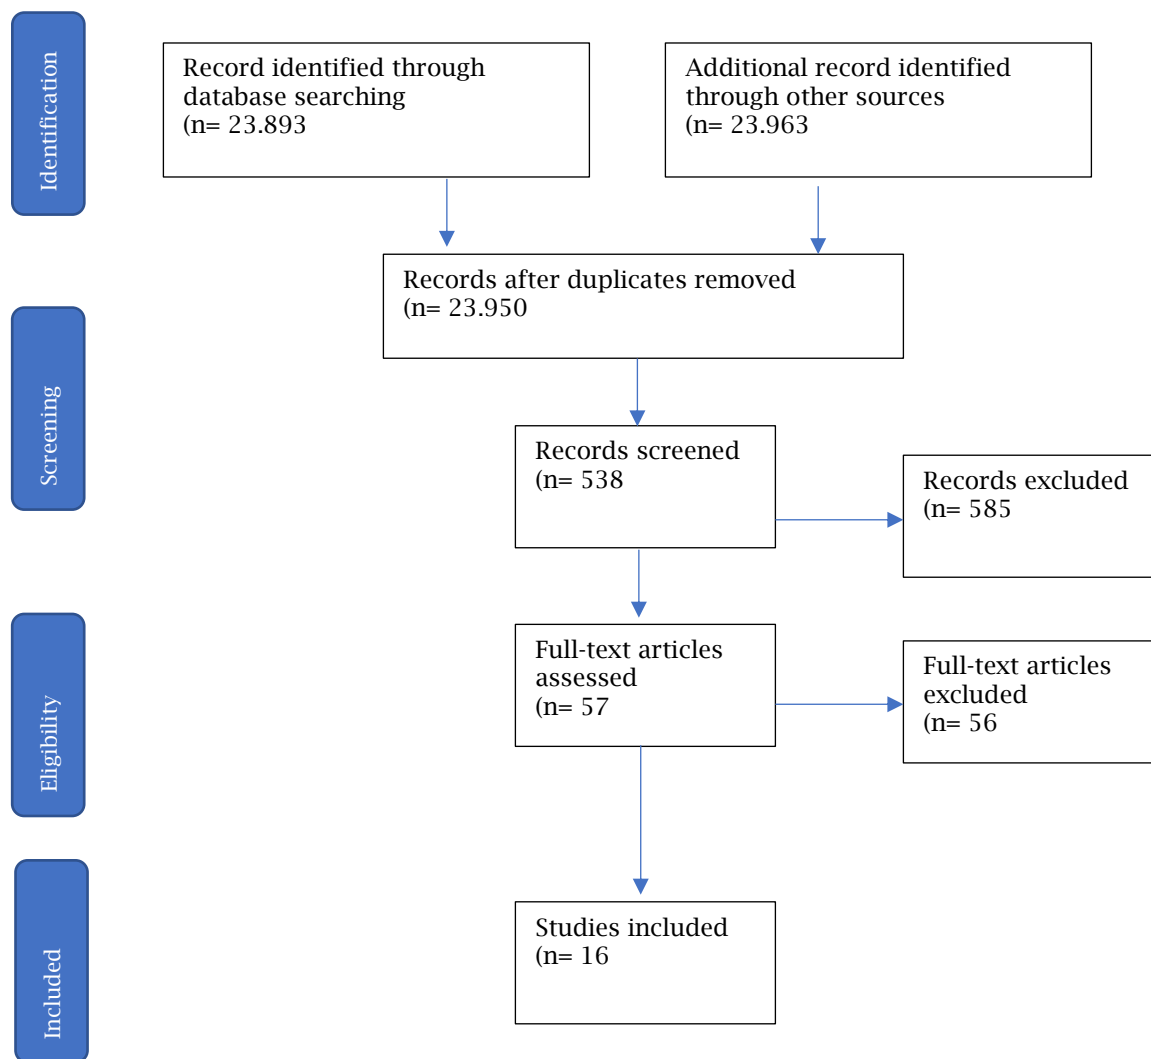 Identification
Record identified through
database searching
(n= 23.893
Additional record identified
through other sources
(n= 23.963
Records after duplicates removed
(n= 23.950
Screening
Records screened
(n= 538
Records excluded
(n= 585
Eligibility
Full-text articles
assessed
(n= 57
Full-text articles
excluded
(n= 56
Included
Studies included
(n= 16